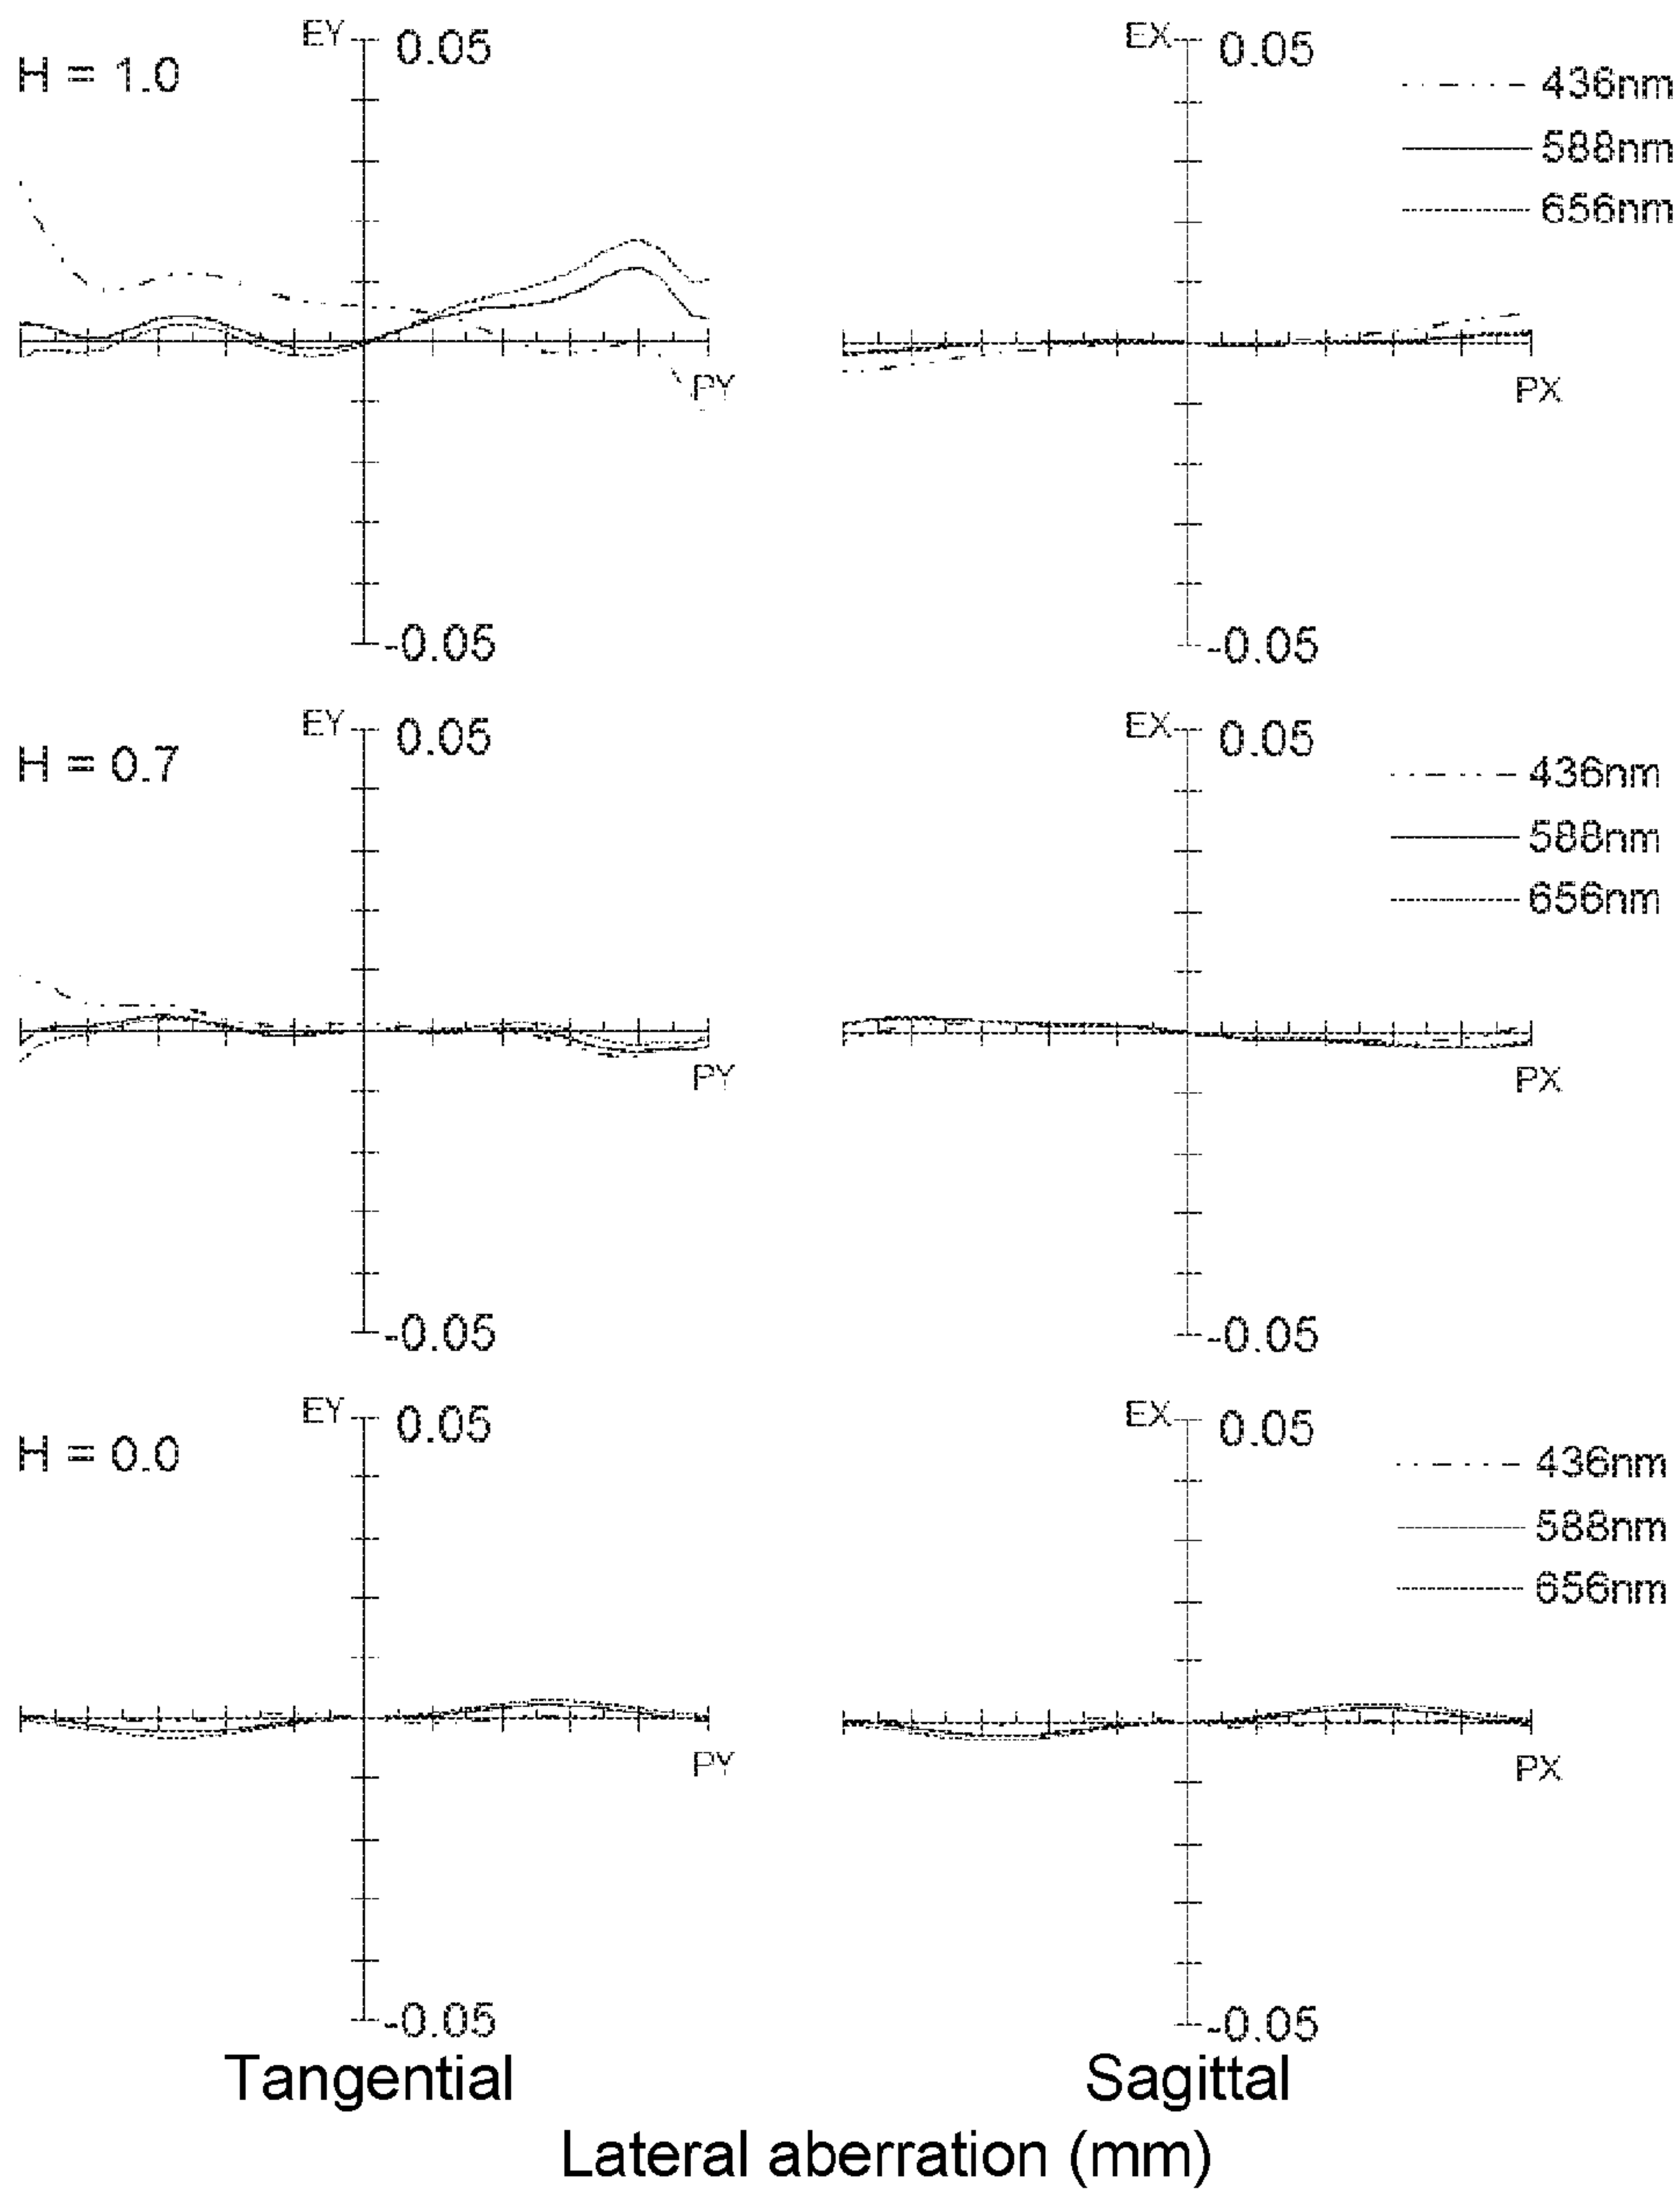 EY 0.05 EX 0.05
H = 1.0
436nm
588nm
656nm
PY PX
-0.05 -0.05
EY 0.05 EX 0.05
H = 0.7
436nm
588nm
656nm
PY PX
-0.05 -0.05
EY 0.05 EX 0.05
H = 0.0
436nm
588nm
656nm
PY PX
-0.05 -0.05
Tangential Sagittal
Lateral aberration (mm)